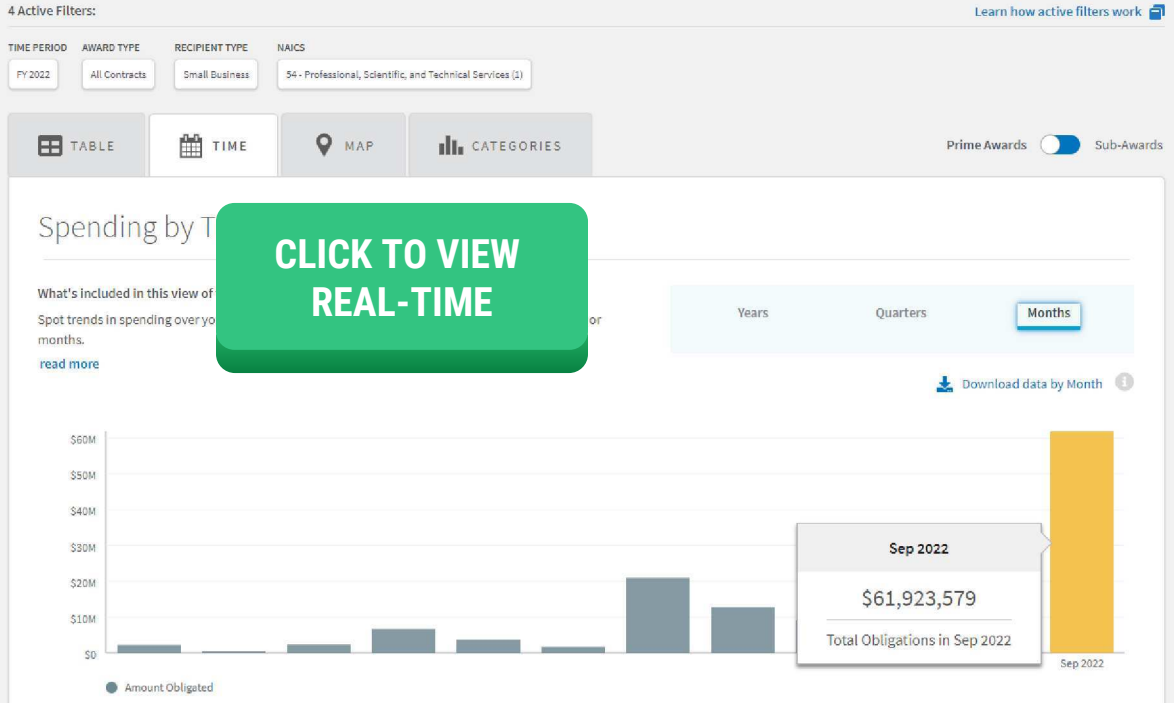 4 Active Filters:
Learn how active filters work
TIME PERIOD AWARD TYPE RECIPIENT TYPE NAICS
FY 2022 All Contracts Small Business 54 - Professional, Scientific, and Technical Services (1)
TABLE TIME MAP CATEGORIES
Prime Awards Sub-Awards
Spending by T
CLICK TO VIEW
REAL-TIME
What's included in this view of
Spot trends in spending over yo or
months.
read more
Years Quarters Months
Download data by Month
$60M
$50M
$40M
$30M
$20M
$10M
$0
Sep 2022
$61,923,579
Total Obligations in Sep 2022
Sep 2022
Amount Obligated